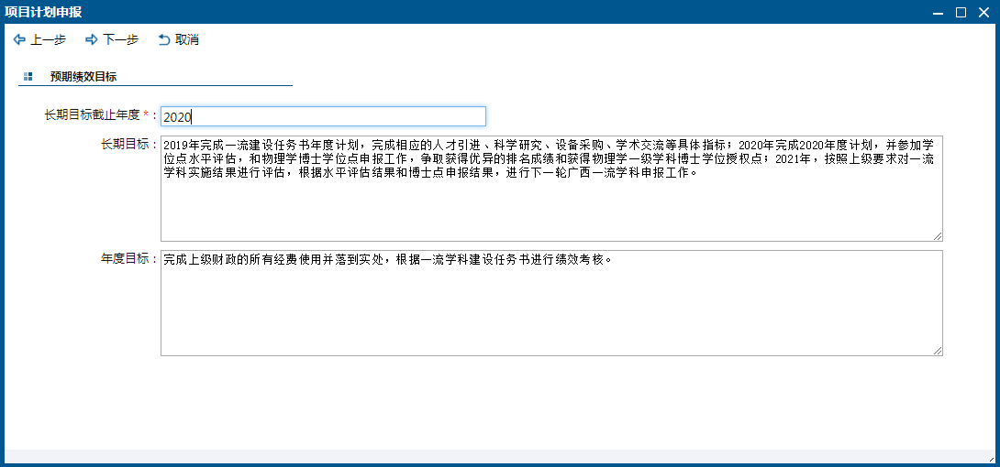 项目计划申报
上一步 下一步 取消
预期绩效目标
长期目标截止年度 *： 2020
长期目标： 2019年完成一流建设任务书年度计划，完成相应的人才引进、科学研究、设备采购、学术交流等具体指标；2020年完成2020年度计划，并参加学
位点水平评估，和物理学博士学位点申报工作，争取获得优异的排名成绩和获得物理学一级学科博士学位授权点；2021年，按照上级要求对一流
学科实施结果进行评估，根据水平评估结果和博士点申报结果，进行下一轮广西一流学科申报工作。
年度目标： 完成上级财政的所有经费使用并落到实处，根据一流学科建设任务书进行绩效考核。